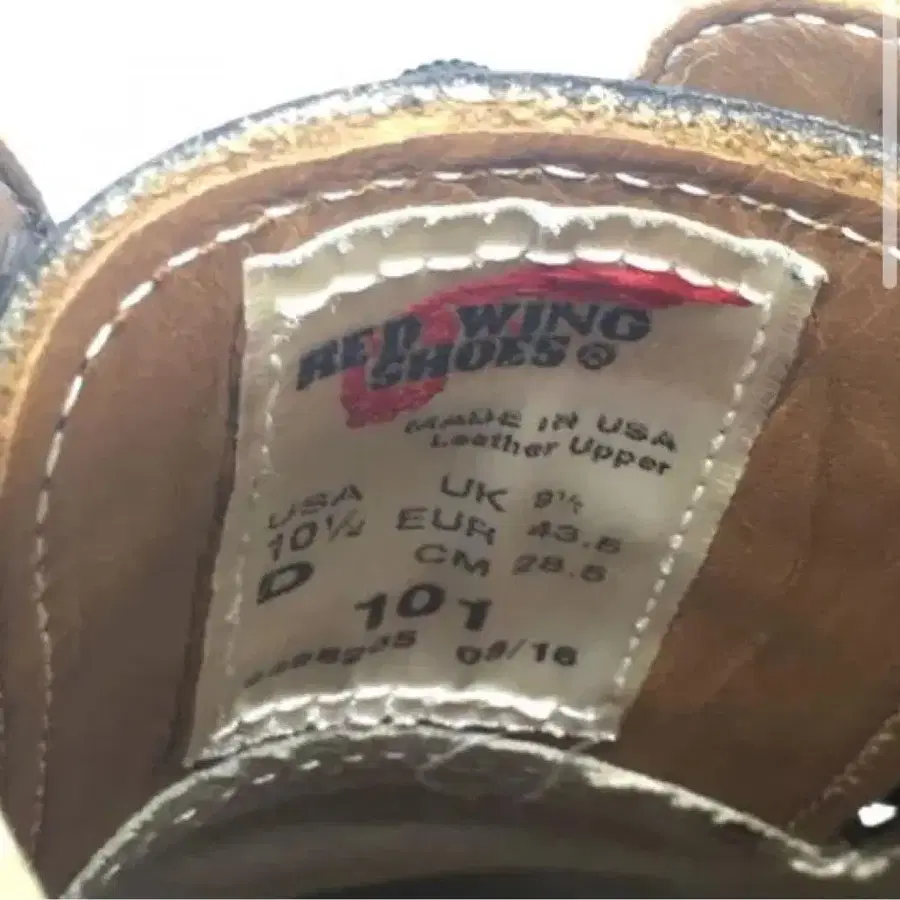 RED WING
SHOES®
MADE IN USA
Leather Upper
USA UK 9½
10½ EUR 43.5
D CM 28.5
101
09/16